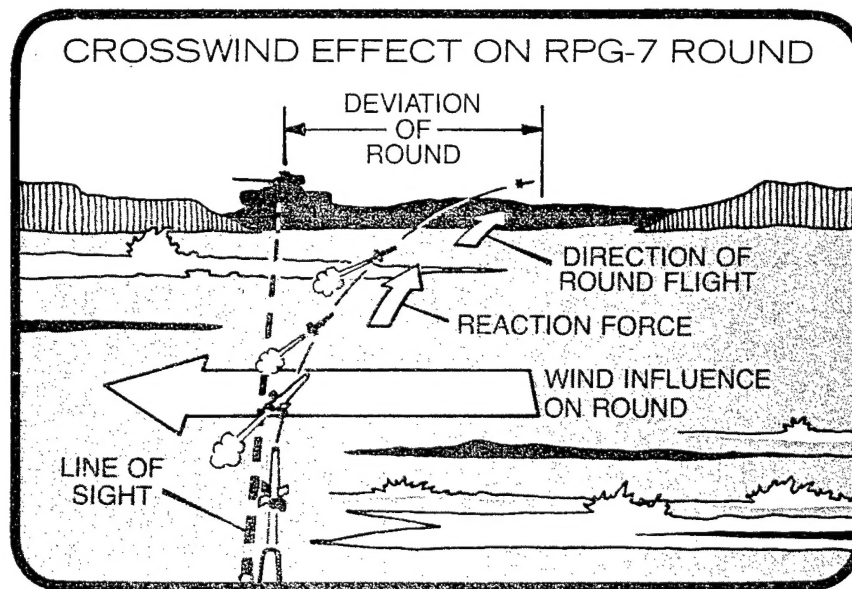 CROSSWIND EFFECT ON RPG-7 ROUND
DEVIATION
OF
ROUND
DIRECTION OF
ROUND FLIGHT
REACTION FORCE
WIND INFLUENCE
ON ROUND
LINE OF
SIGHT